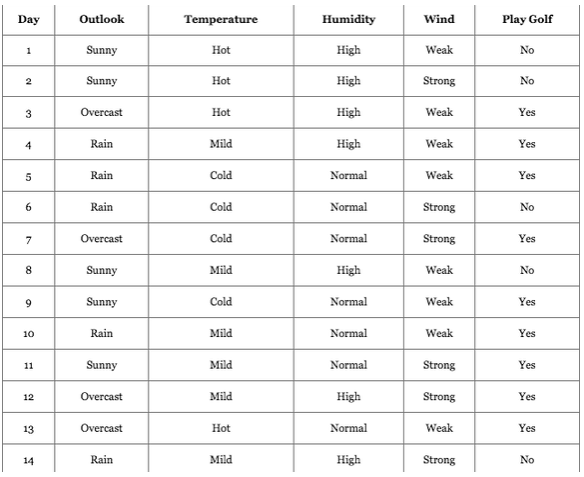 Day Outlook Temperature Humidity Wind Play Golf
1 Sunny Hot High Weak No
2 Sunny Hot High Strong No
3 Overcast Hot High Weak Yes
4 Rain Mild High Weak Yes
5 Rain Cold Normal Weak Yes
6 Rain Cold Normal Strong No
7 Overcast Cold Normal Strong Yes
8 Sunny Mild High Weak No
9 Sunny Cold Normal Weak Yes
10 Rain Mild Normal Weak Yes
11 Sunny Mild Normal Strong Yes
12 Overcast Mild High Strong Yes
13 Overcast Hot Normal Weak Yes
14 Rain Mild High Strong No